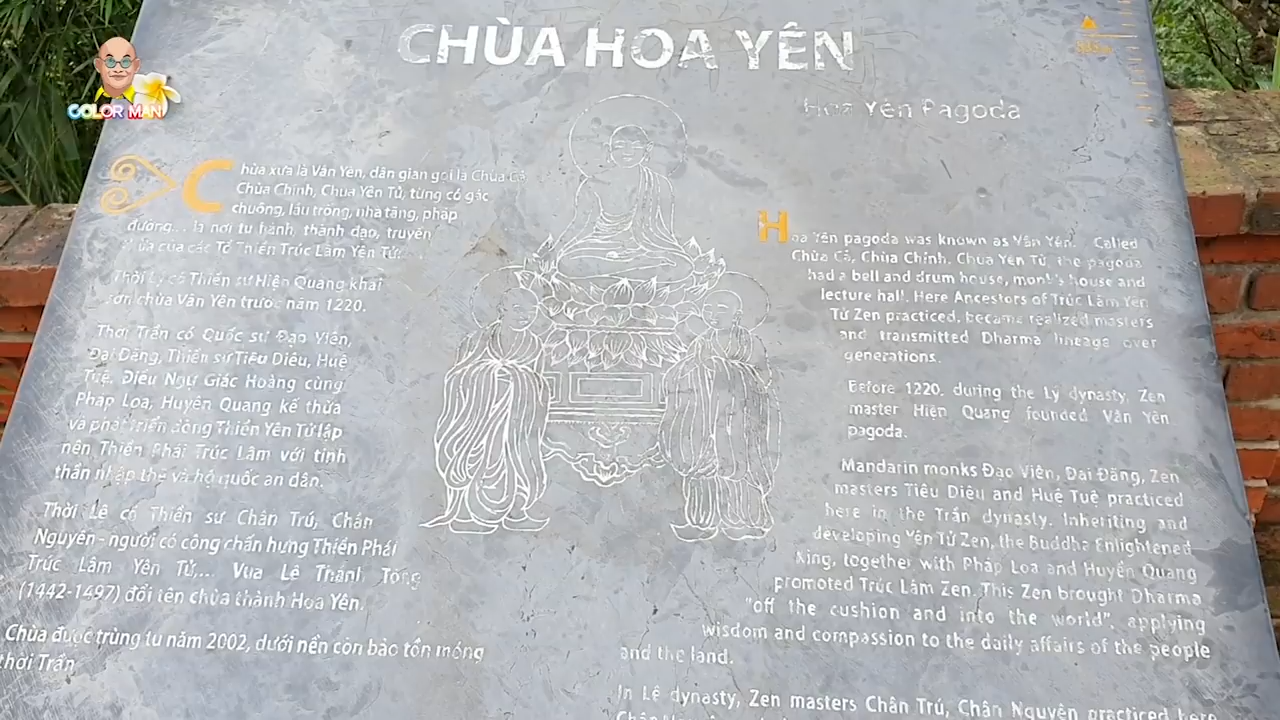 COLOR MAN
CHÙA HOA YÊN
Hoa Yên Pagoda
Chùa xưa là Vân Yên, dân gian gọi là Chùa Cả
Chùa Chính, Chùa Yên Tử, từng có gác
chuông, lầu trống, nhà tăng, pháp
đường... là nơi tu hành, thành đạo, truyền
thừa của các Tổ Thiền Trúc Lâm Yên Tử.
Thời Lý có Thiền sư Hiện Quang khai
sơn chùa Vân Yên trước năm 1220.
Thời Trần có Quốc sư Đạo Viên,
Đại Đăng, Thiền sư Tiêu Diêu, Huệ
Tuệ. Điều Ngự Giác Hoàng cùng
Pháp Loa, Huyền Quang kế thừa
và phát triển dòng Thiền Yên Tử lập
nên Thiền Phái Trúc Lâm với tinh
thần nhập thế và hộ quốc an dân.
Thời Lê có Thiền sư Chân Trú, Chân
Nguyên - người có công chấn hưng Thiền Phái
Trúc Lâm Yên Tử,... Vua Lê Thánh Tông
(1442-1497) đổi tên chùa thành Hoa Yên.
Chùa được trùng tu năm 2002, dưới nền còn bảo tồn móng
thời Trần
Hoa Yên pagoda was known as Vân Yên. Called
Chùa Cả, Chùa Chính, Chùa Yên Tử, the pagoda
had a bell and drum house, monk's house and
lecture hall. Here Ancestors of Trúc Lâm Yên
Tử Zen practiced, became realized masters
and transmitted Dharma lineage over
generations.
Before 1220, during the Lý dynasty, Zen
master Hiện Quang founded Vân Yên
pagoda.
Mandarin monks Đạo Viên, Đại Đăng, Zen
masters Tiêu Diêu and Huệ Tuệ practiced
here in the Trần dynasty. Inheriting and
developing Yên Tử Zen, the Buddha Enlightened
King, together with Pháp Loa and Huyền Quang
promoted Trúc Lâm Zen. This Zen brought Dharma
"off the cushion and into the world", applying
wisdom and compassion to the daily affairs of the people
and the land.
In Lê dynasty, Zen masters Chân Trú, Chân Nguyên practiced here